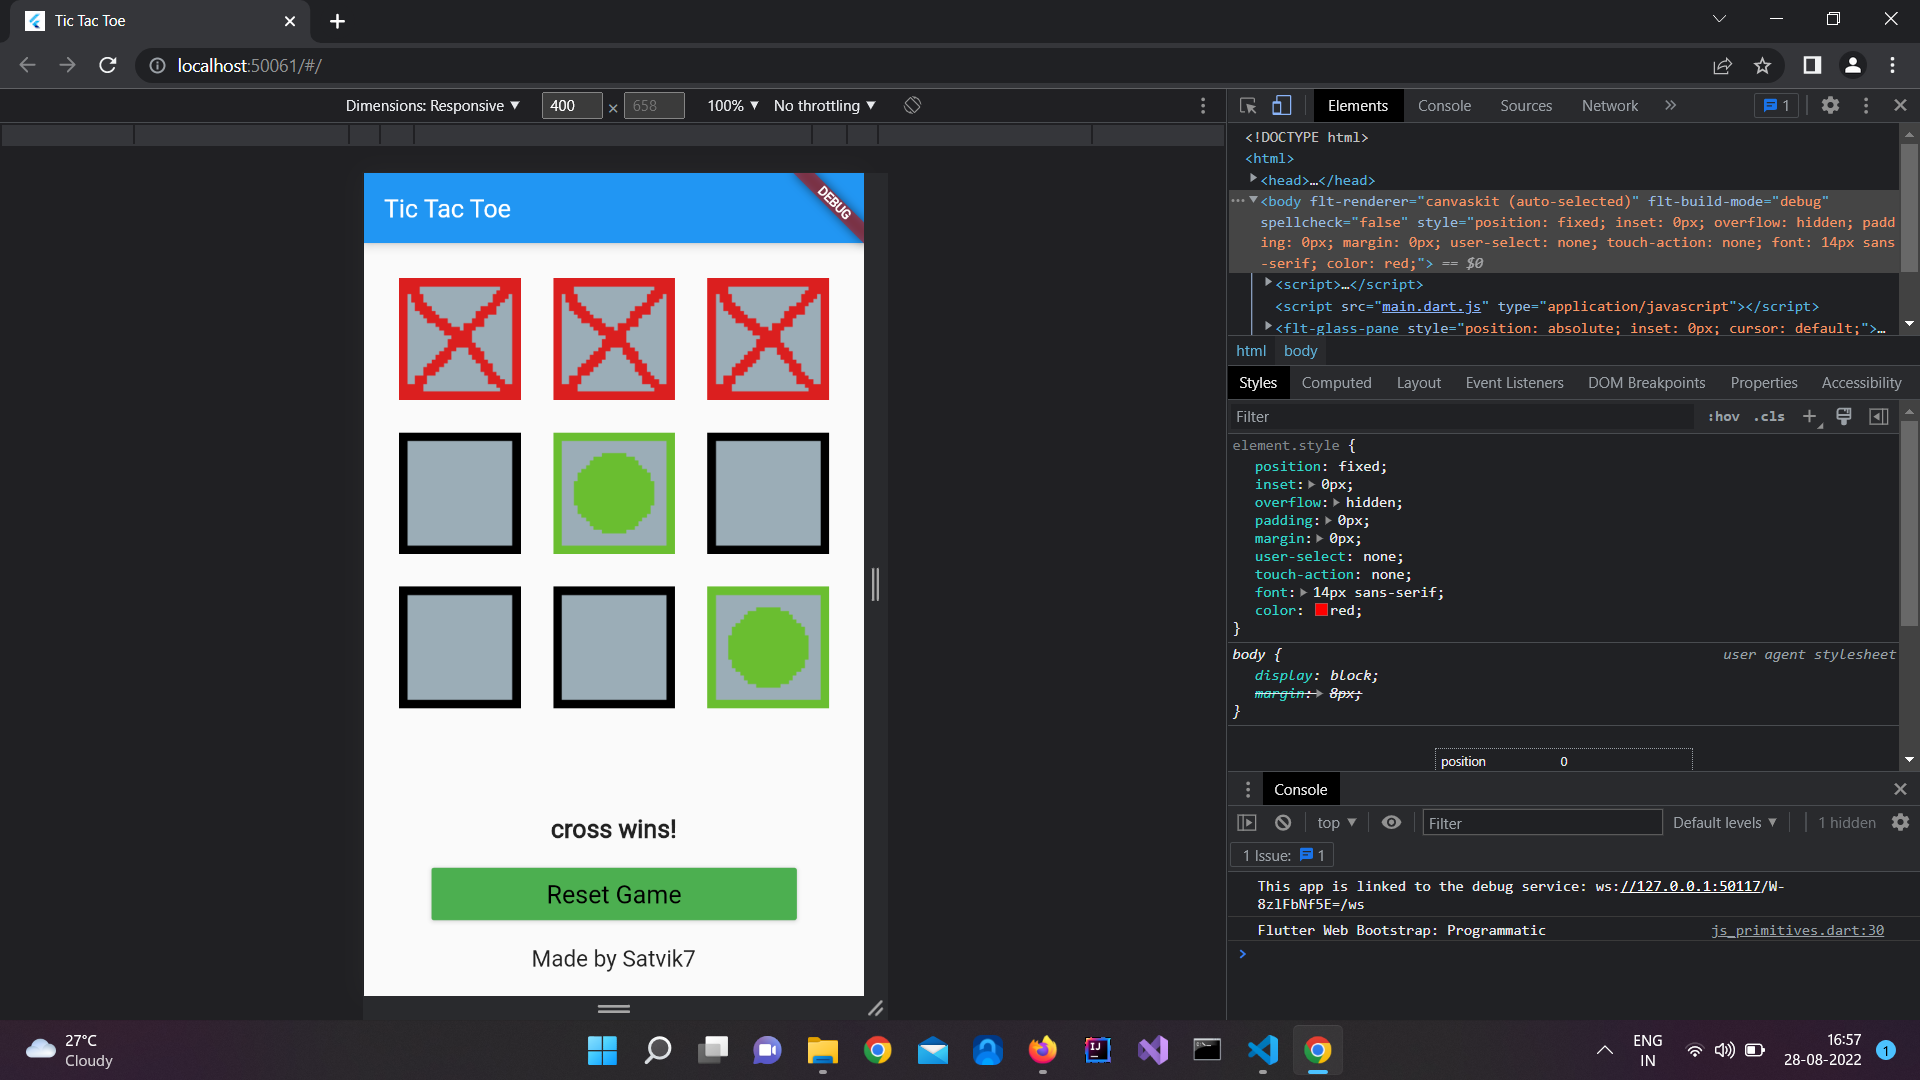 Tic Tac Toe
localhost:50061/#/
Dimensions: Responsive ▼ 400 × 658 100% ▼ No throttling ▼
Elements Console Sources Network » 1
Tic Tac Toe
DEBUG
cross wins!
Reset Game
Made by Satvik7
<!DOCTYPE html>
<html>
<head>…</head>
<body flt-renderer="canvaskit (auto-selected)" flt-build-mode="debug"
spellcheck="false" style="position: fixed; inset: 0px; overflow: hidden; padd
ing: 0px; margin: 0px; user-select: none; touch-action: none; font: 14px sans
-serif; color: red;"> == $0
<script>…</script>
<script src="main.dart.js" type="application/javascript"></script>
<flt-glass-pane style="position: absolute; inset: 0px; cursor: default;">…
html body
Styles Computed Layout Event Listeners DOM Breakpoints Properties Accessibility
Filter :hov .cls +
element.style {
position: fixed;
inset: 0px;
overflow: hidden;
padding: 0px;
margin: 0px;
user-select: none;
touch-action: none;
font: 14px sans-serif;
color: red;
}
body { user agent stylesheet
display: block;
margin: 8px;
}
position 0
Console
top ▼ Filter Default levels ▼ 1 hidden
1 Issue: 1
This app is linked to the debug service: ws://127.0.0.1:50117/W-
8zlFbNf5E=/ws
Flutter Web Bootstrap: Programmatic js_primitives.dart:30
>
27°C
Cloudy
IJ
ENG
IN
16:57
28-08-2022
1